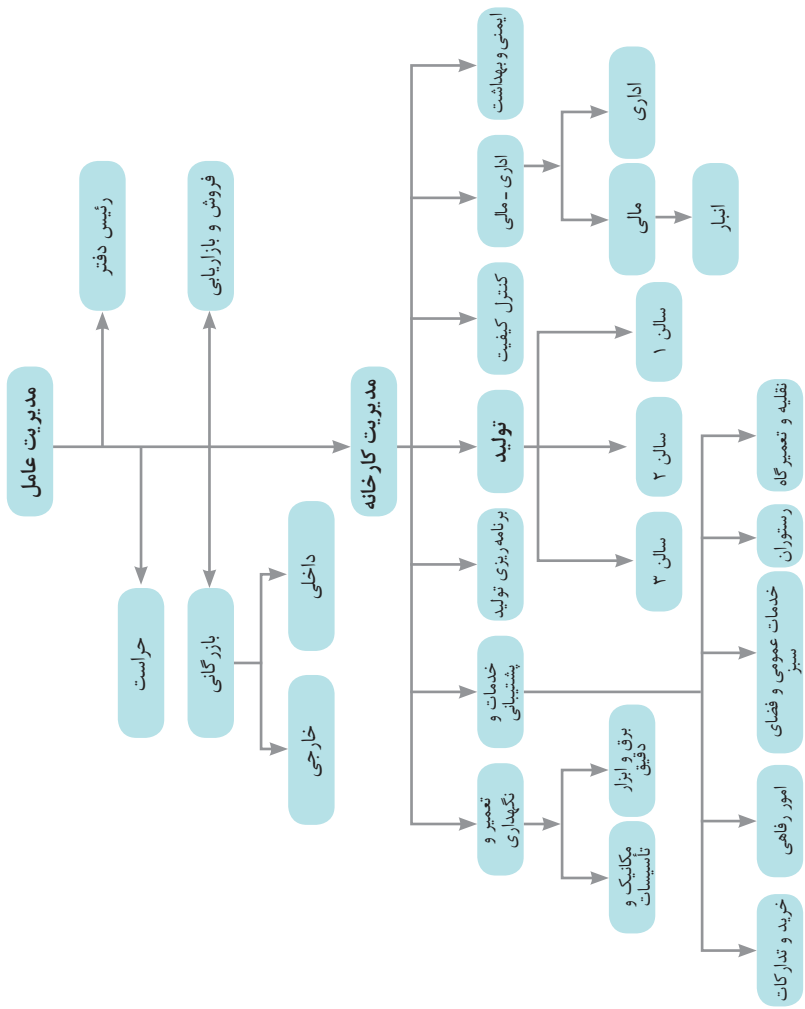 مدیریت عامل
رئیس دفتر
حراست
فروش و بازاریابی
بازرگانی
داخلی
خارجی
مدیریت کارخانه
ایمنی و بهداشت
اداری - مالی
کنترل کیفیت
تولید
برنامه‌ریزی تولید
خدمات و
پشتیبانی
تعمیر و
نگهداری
اداری
مالی
انبار
سالن ۱
سالن ۲
سالن ۳
برق و ابزار
دقیق
مکانیک و
تأسیسات
نقلیه و تعمیرگاه
رستوران
خدمات عمومی و فضای
سبز
امور رفاهی
خرید و تدارکات